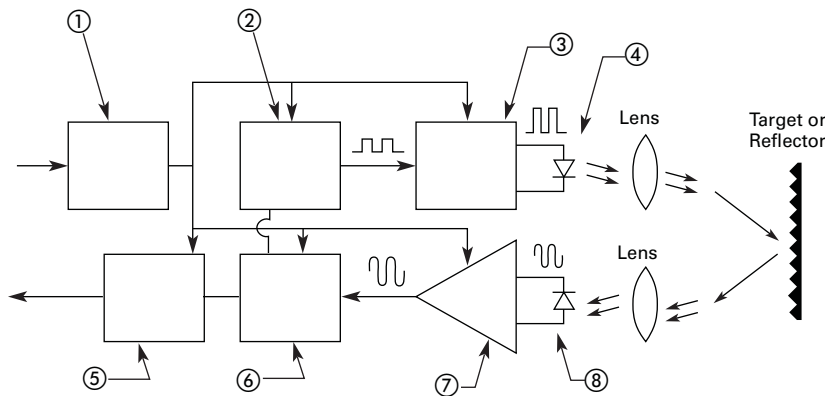 ①
②
③
④
Lens
Target or
Reflector
Lens
⑤
⑥
⑦
⑧